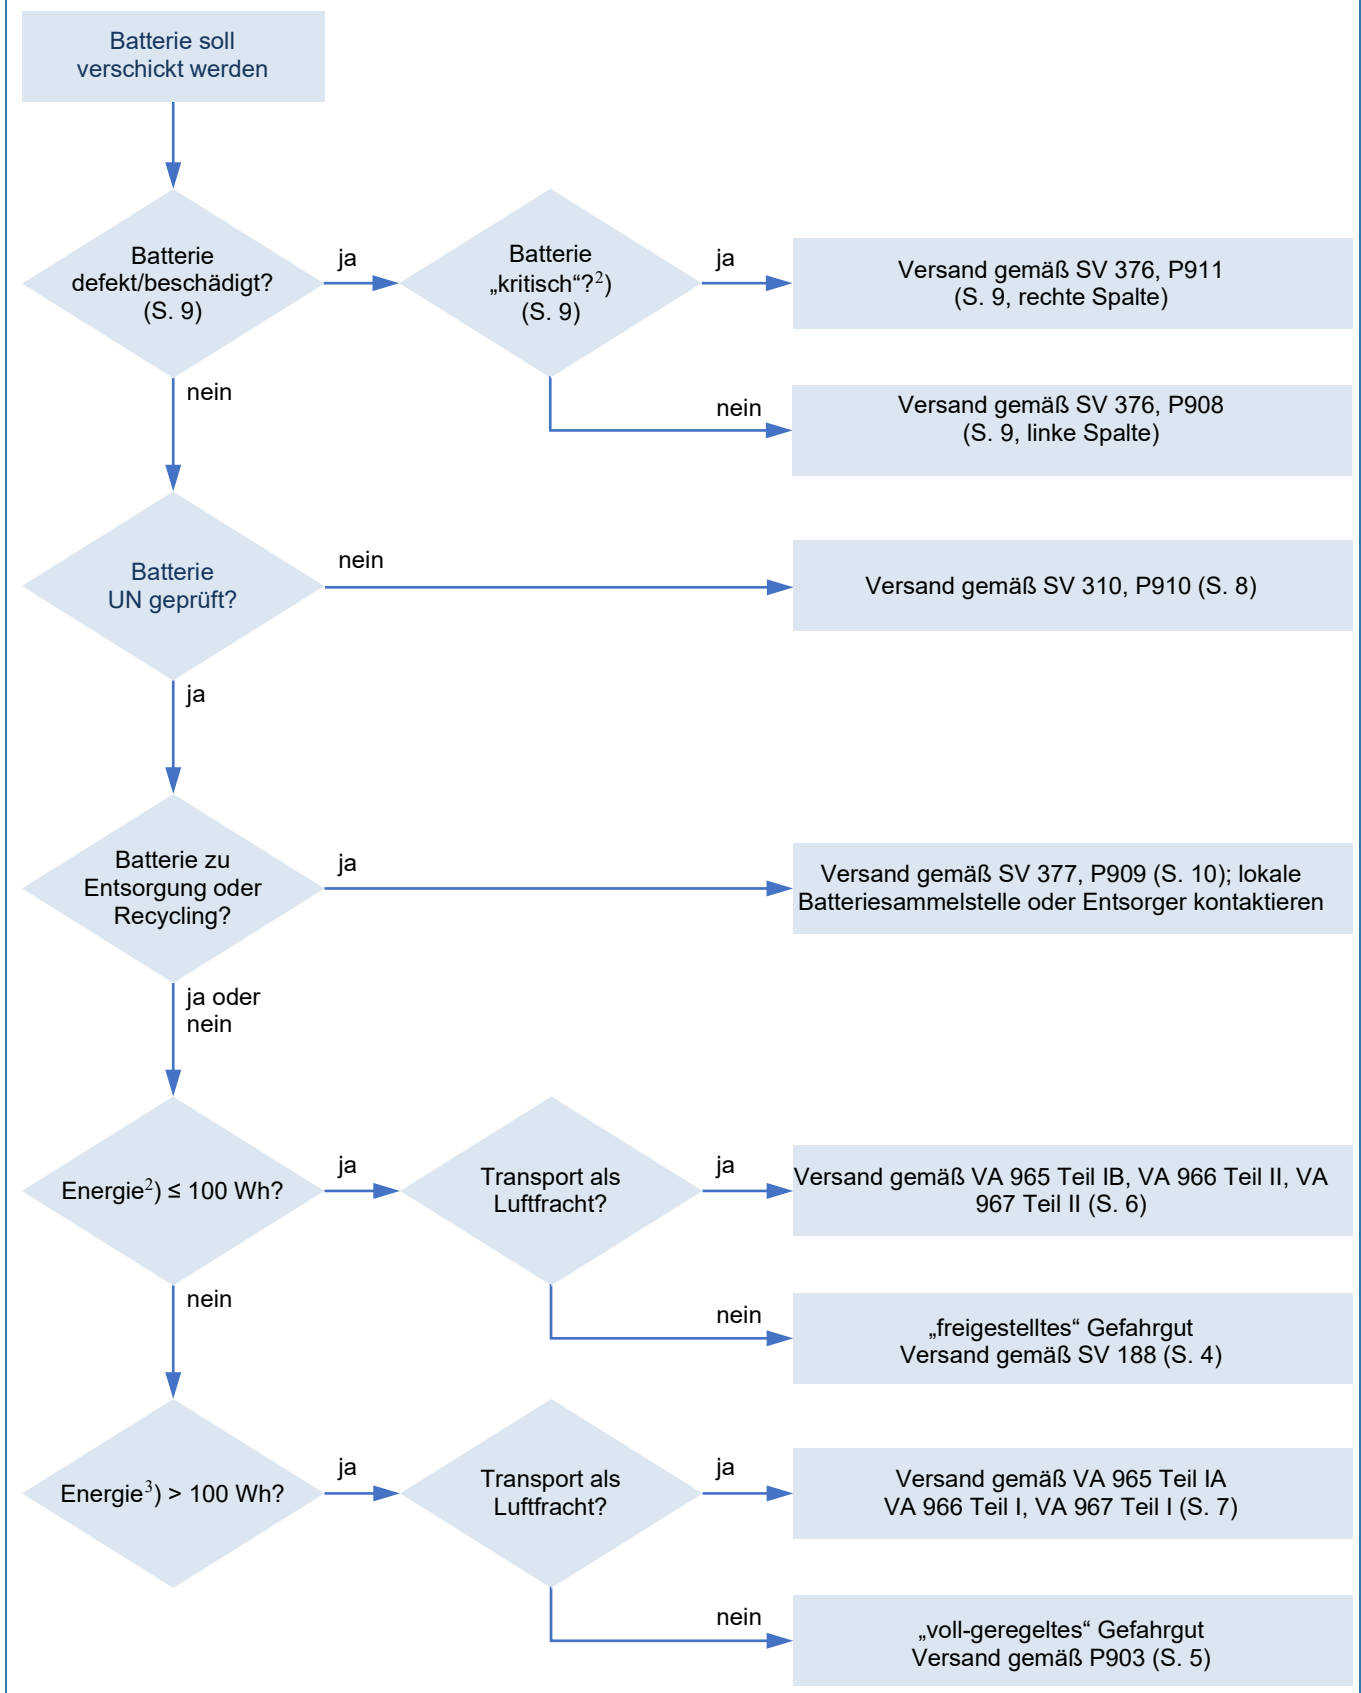 Batterie soll
verschickt werden
Batterie
defekt/beschädigt?
(S. 9)
ja
Batterie
„kritisch“?²)
(S. 9)
ja
Versand gemäß SV 376, P911
(S. 9, rechte Spalte)
nein
nein
Versand gemäß SV 376, P908
(S. 9, linke Spalte)
Batterie
UN geprüft?
nein
Versand gemäß SV 310, P910 (S. 8)
ja
Batterie zu
Entsorgung oder
Recycling?
ja
Versand gemäß SV 377, P909 (S. 10); lokale
Batteriesammelstelle oder Entsorger kontaktieren
ja oder
nein
Energie²) ≤ 100 Wh?
ja
Transport als
Luftfracht?
ja
Versand gemäß VA 965 Teil IB, VA 966 Teil II, VA
967 Teil II (S. 6)
nein
nein
„freigestelltes“ Gefahrgut
Versand gemäß SV 188 (S. 4)
Energie³) > 100 Wh?
ja
Transport als
Luftfracht?
ja
Versand gemäß VA 965 Teil IA
VA 966 Teil I, VA 967 Teil I (S. 7)
nein
„voll-geregeltes“ Gefahrgut
Versand gemäß P903 (S. 5)